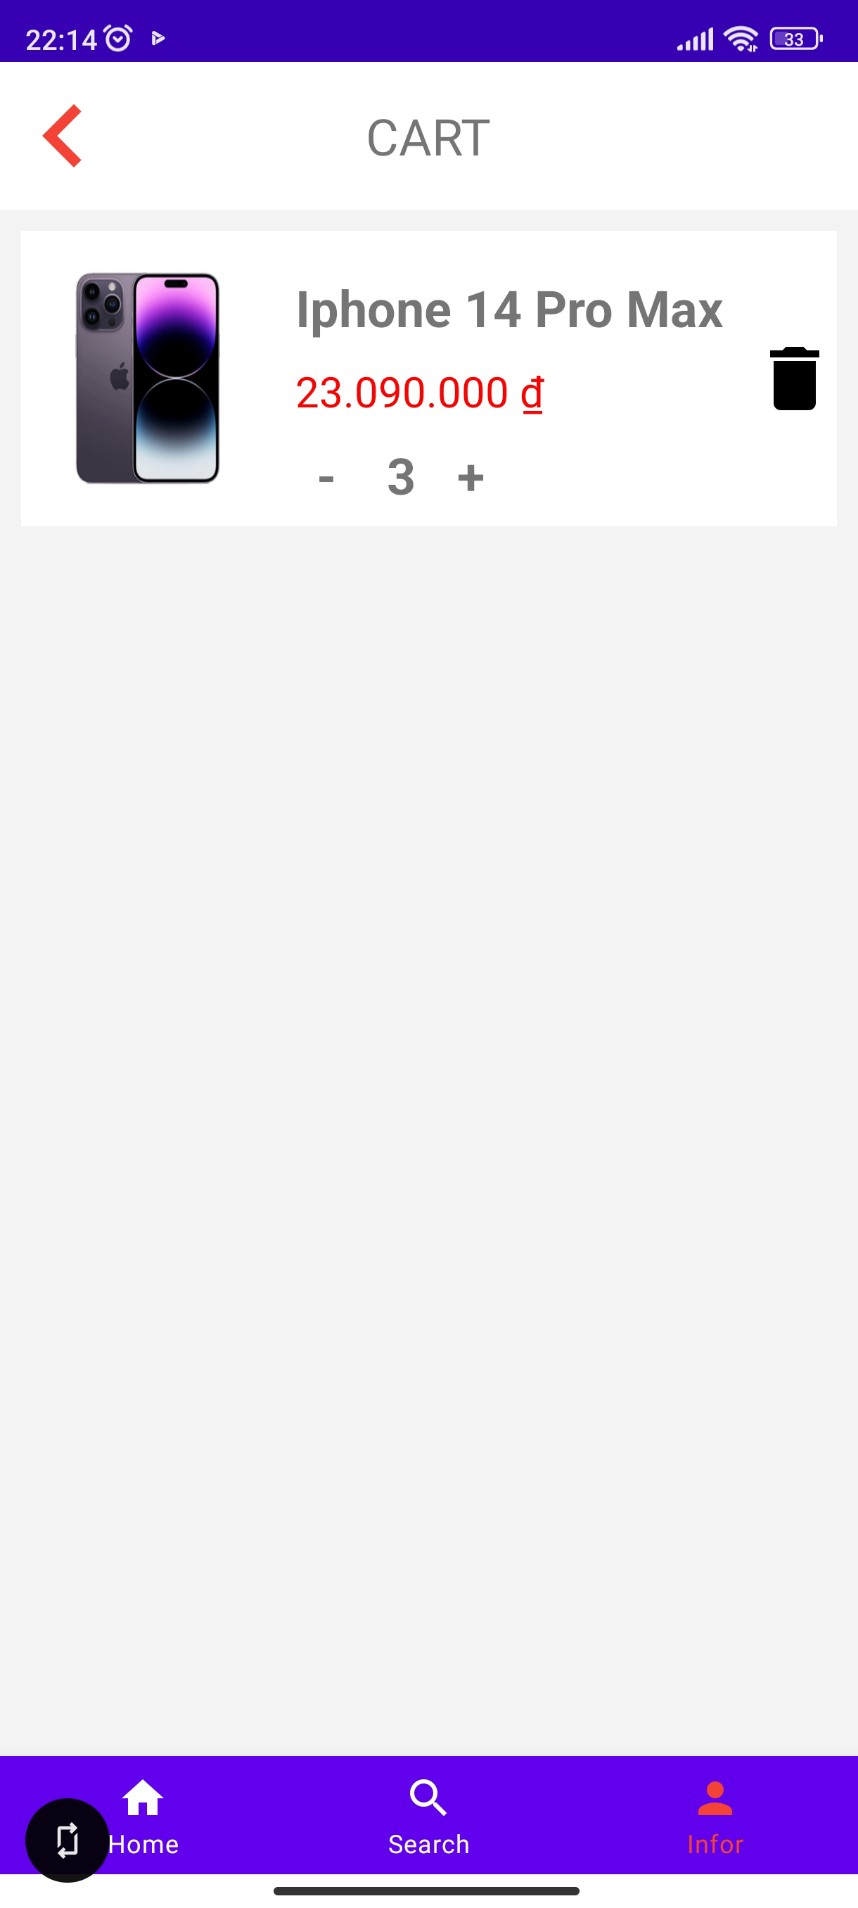 22:14 33
CART
Iphone 14 Pro Max
23.090.000 ₫
- 3 +
Home Search Infor